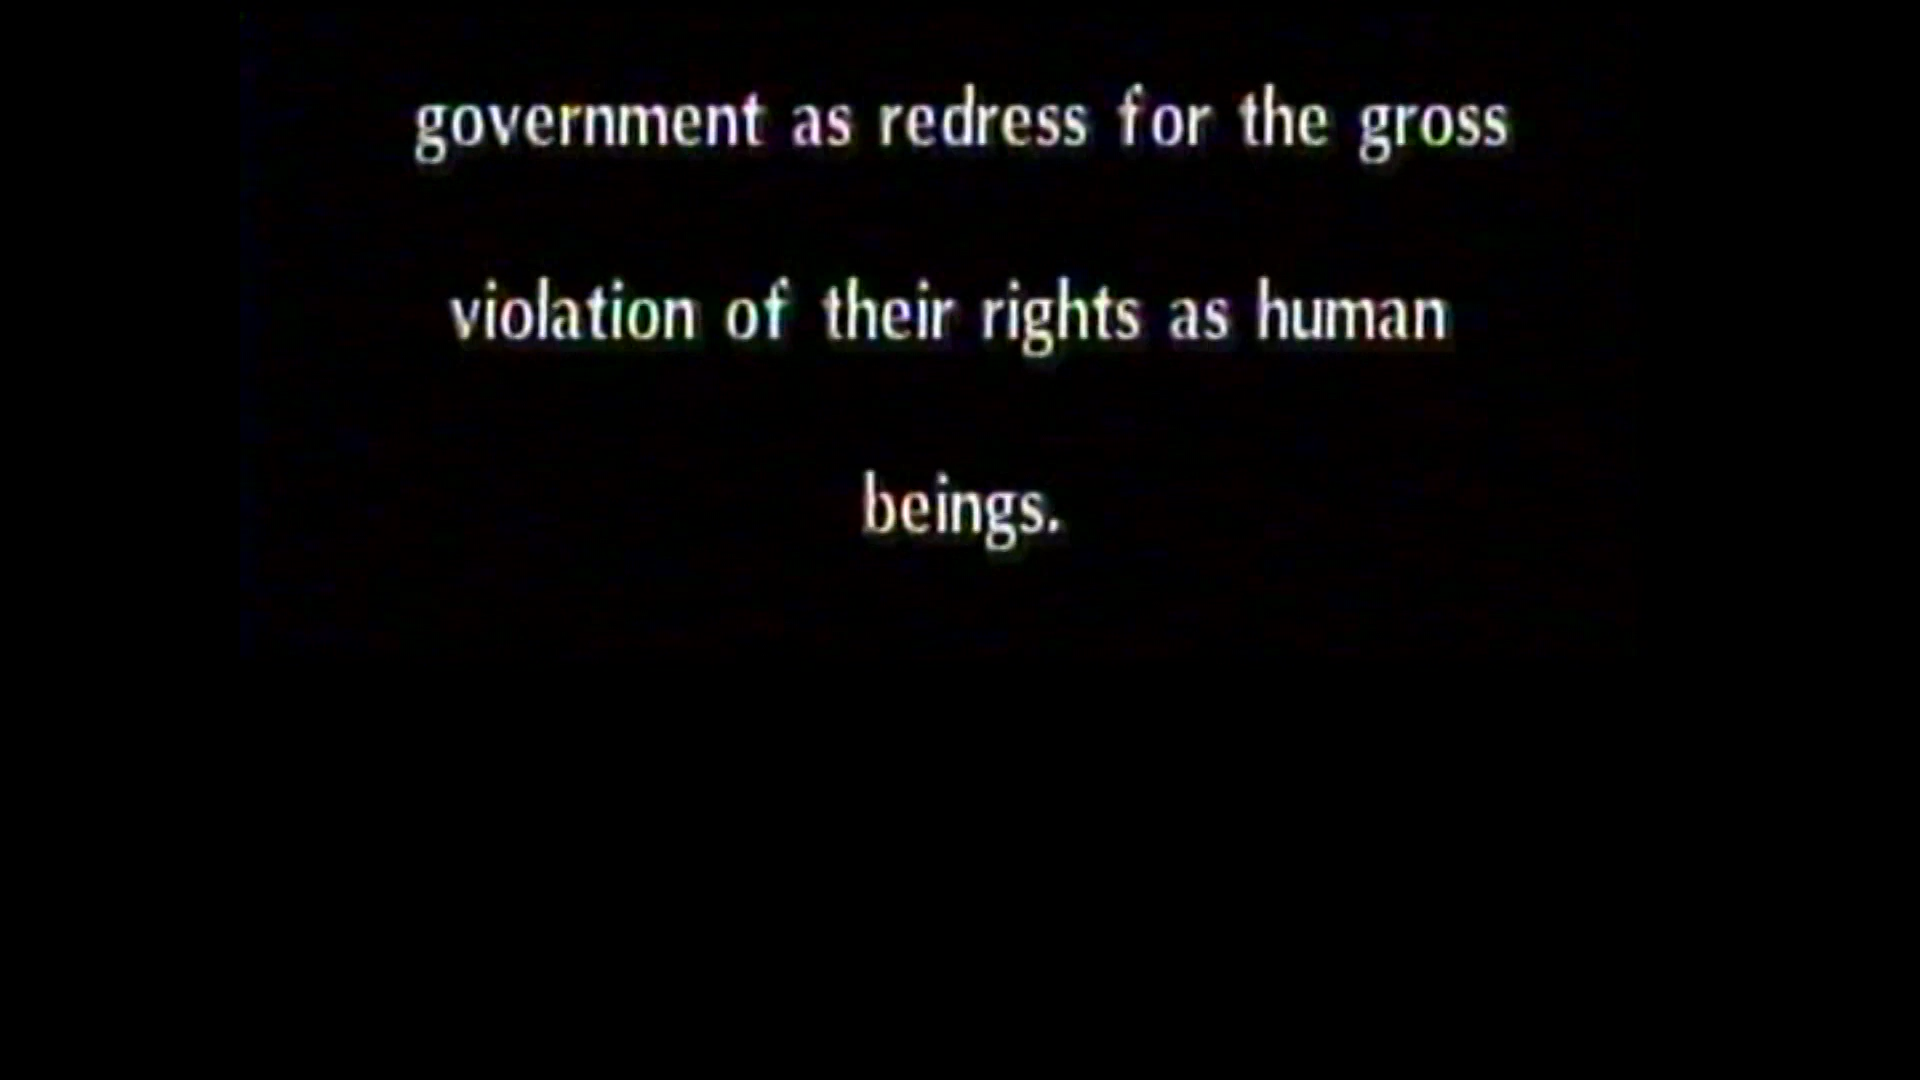 government as redress for the gross
violation of their rights as human
beings.